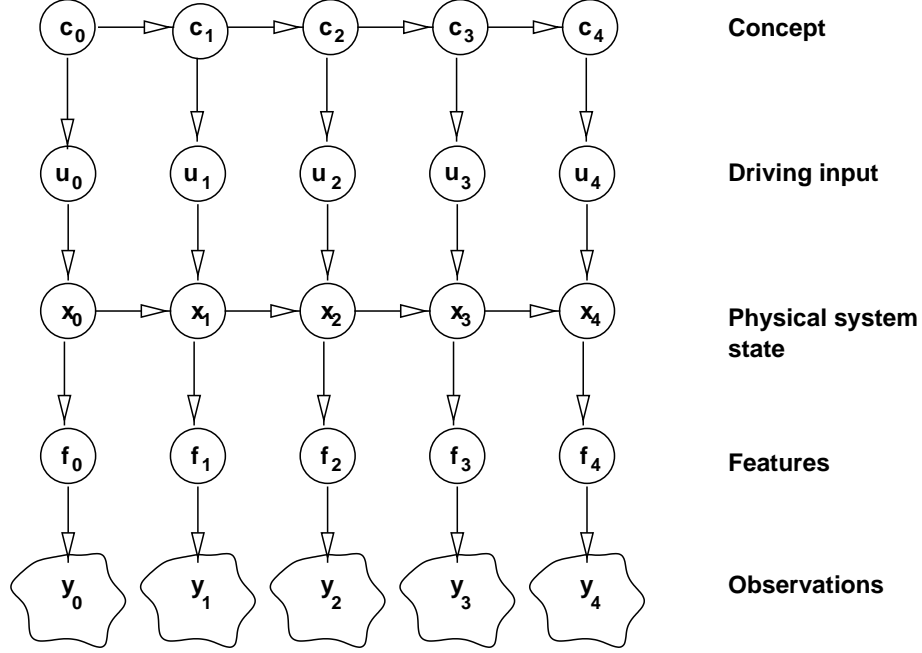 c0 c1 c2 c3 c4 Concept
u0 u1 u2 u3 u4 Driving input
x0 x1 x2 x3 x4 Physical system
state
f0 f1 f2 f3 f4 Features
y0 y1 y2 y3 y4 Observations